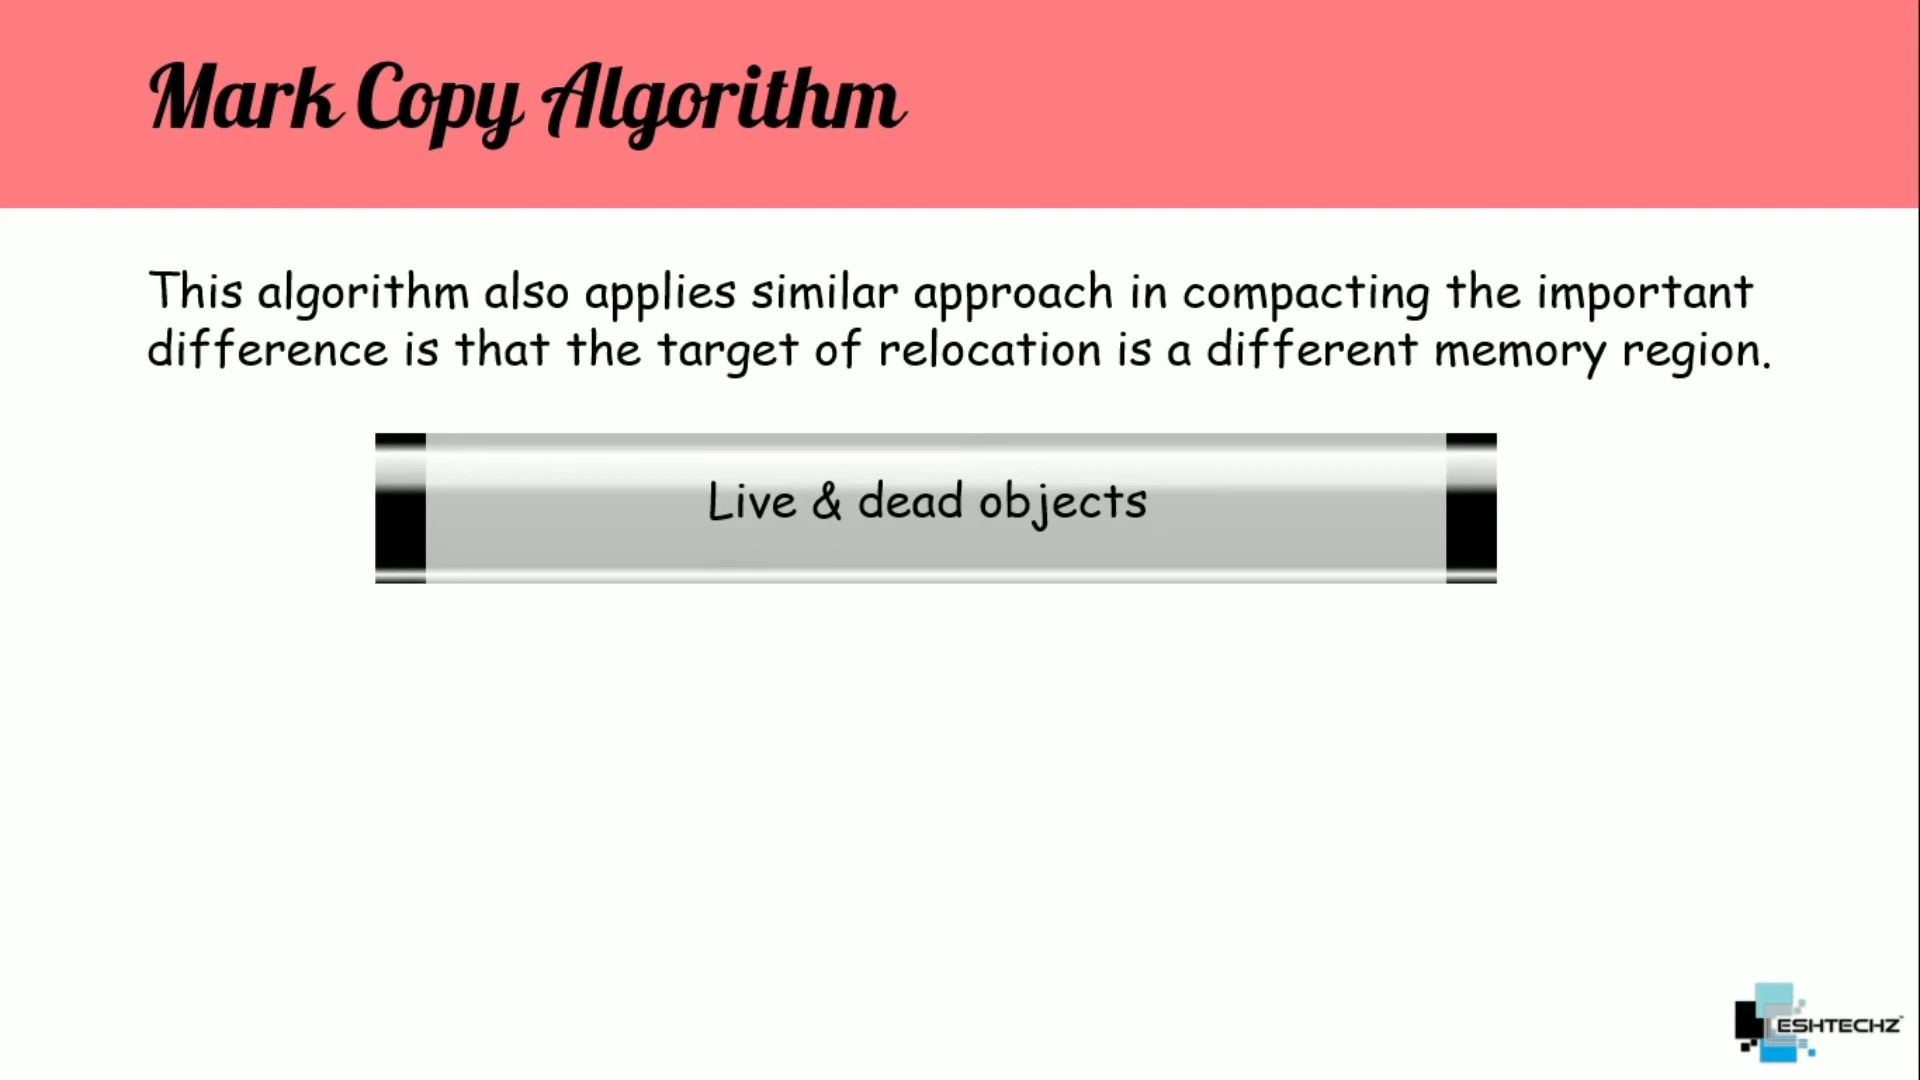 Mark Copy Algorithm
This algorithm also applies similar approach in compacting the important
difference is that the target of relocation is a different memory region.
Live & dead objects
ESHTECHZ